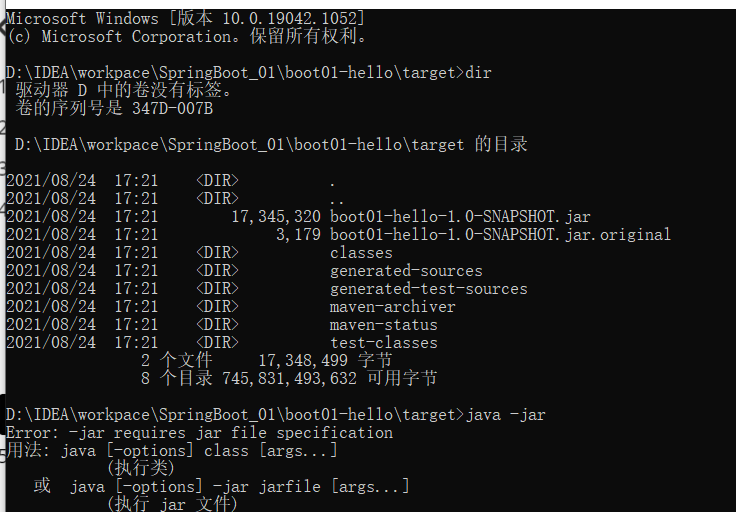 Microsoft Windows [版本 10.0.19042.1052]
(c) Microsoft Corporation。保留所有权利。
D:\IDEA\workpace\SpringBoot_01\boot01-hello\target>dir
驱动器 D 中的卷没有标签。
卷的序列号是 347D-007B
D:\IDEA\workpace\SpringBoot_01\boot01-hello\target 的目录
2021/08/24  17:21    <DIR>          .
2021/08/24  17:21    <DIR>          ..
2021/08/24  17:21        17,345,320 boot01-hello-1.0-SNAPSHOT.jar
2021/08/24  17:21             3,179 boot01-hello-1.0-SNAPSHOT.jar.original
2021/08/24  17:21    <DIR>          classes
2021/08/24  17:21    <DIR>          generated-sources
2021/08/24  17:21    <DIR>          generated-test-sources
2021/08/24  17:21    <DIR>          maven-archiver
2021/08/24  17:21    <DIR>          maven-status
2021/08/24  17:21    <DIR>          test-classes
2 个文件     17,348,499 字节
8 个目录 745,831,493,632 可用字节
D:\IDEA\workpace\SpringBoot_01\boot01-hello\target>java -jar
Error: -jar requires jar file specification
用法: java [-options] class [args...]
(执行类)
或  java [-options] -jar jarfile [args...]
(执行 jar 文件)